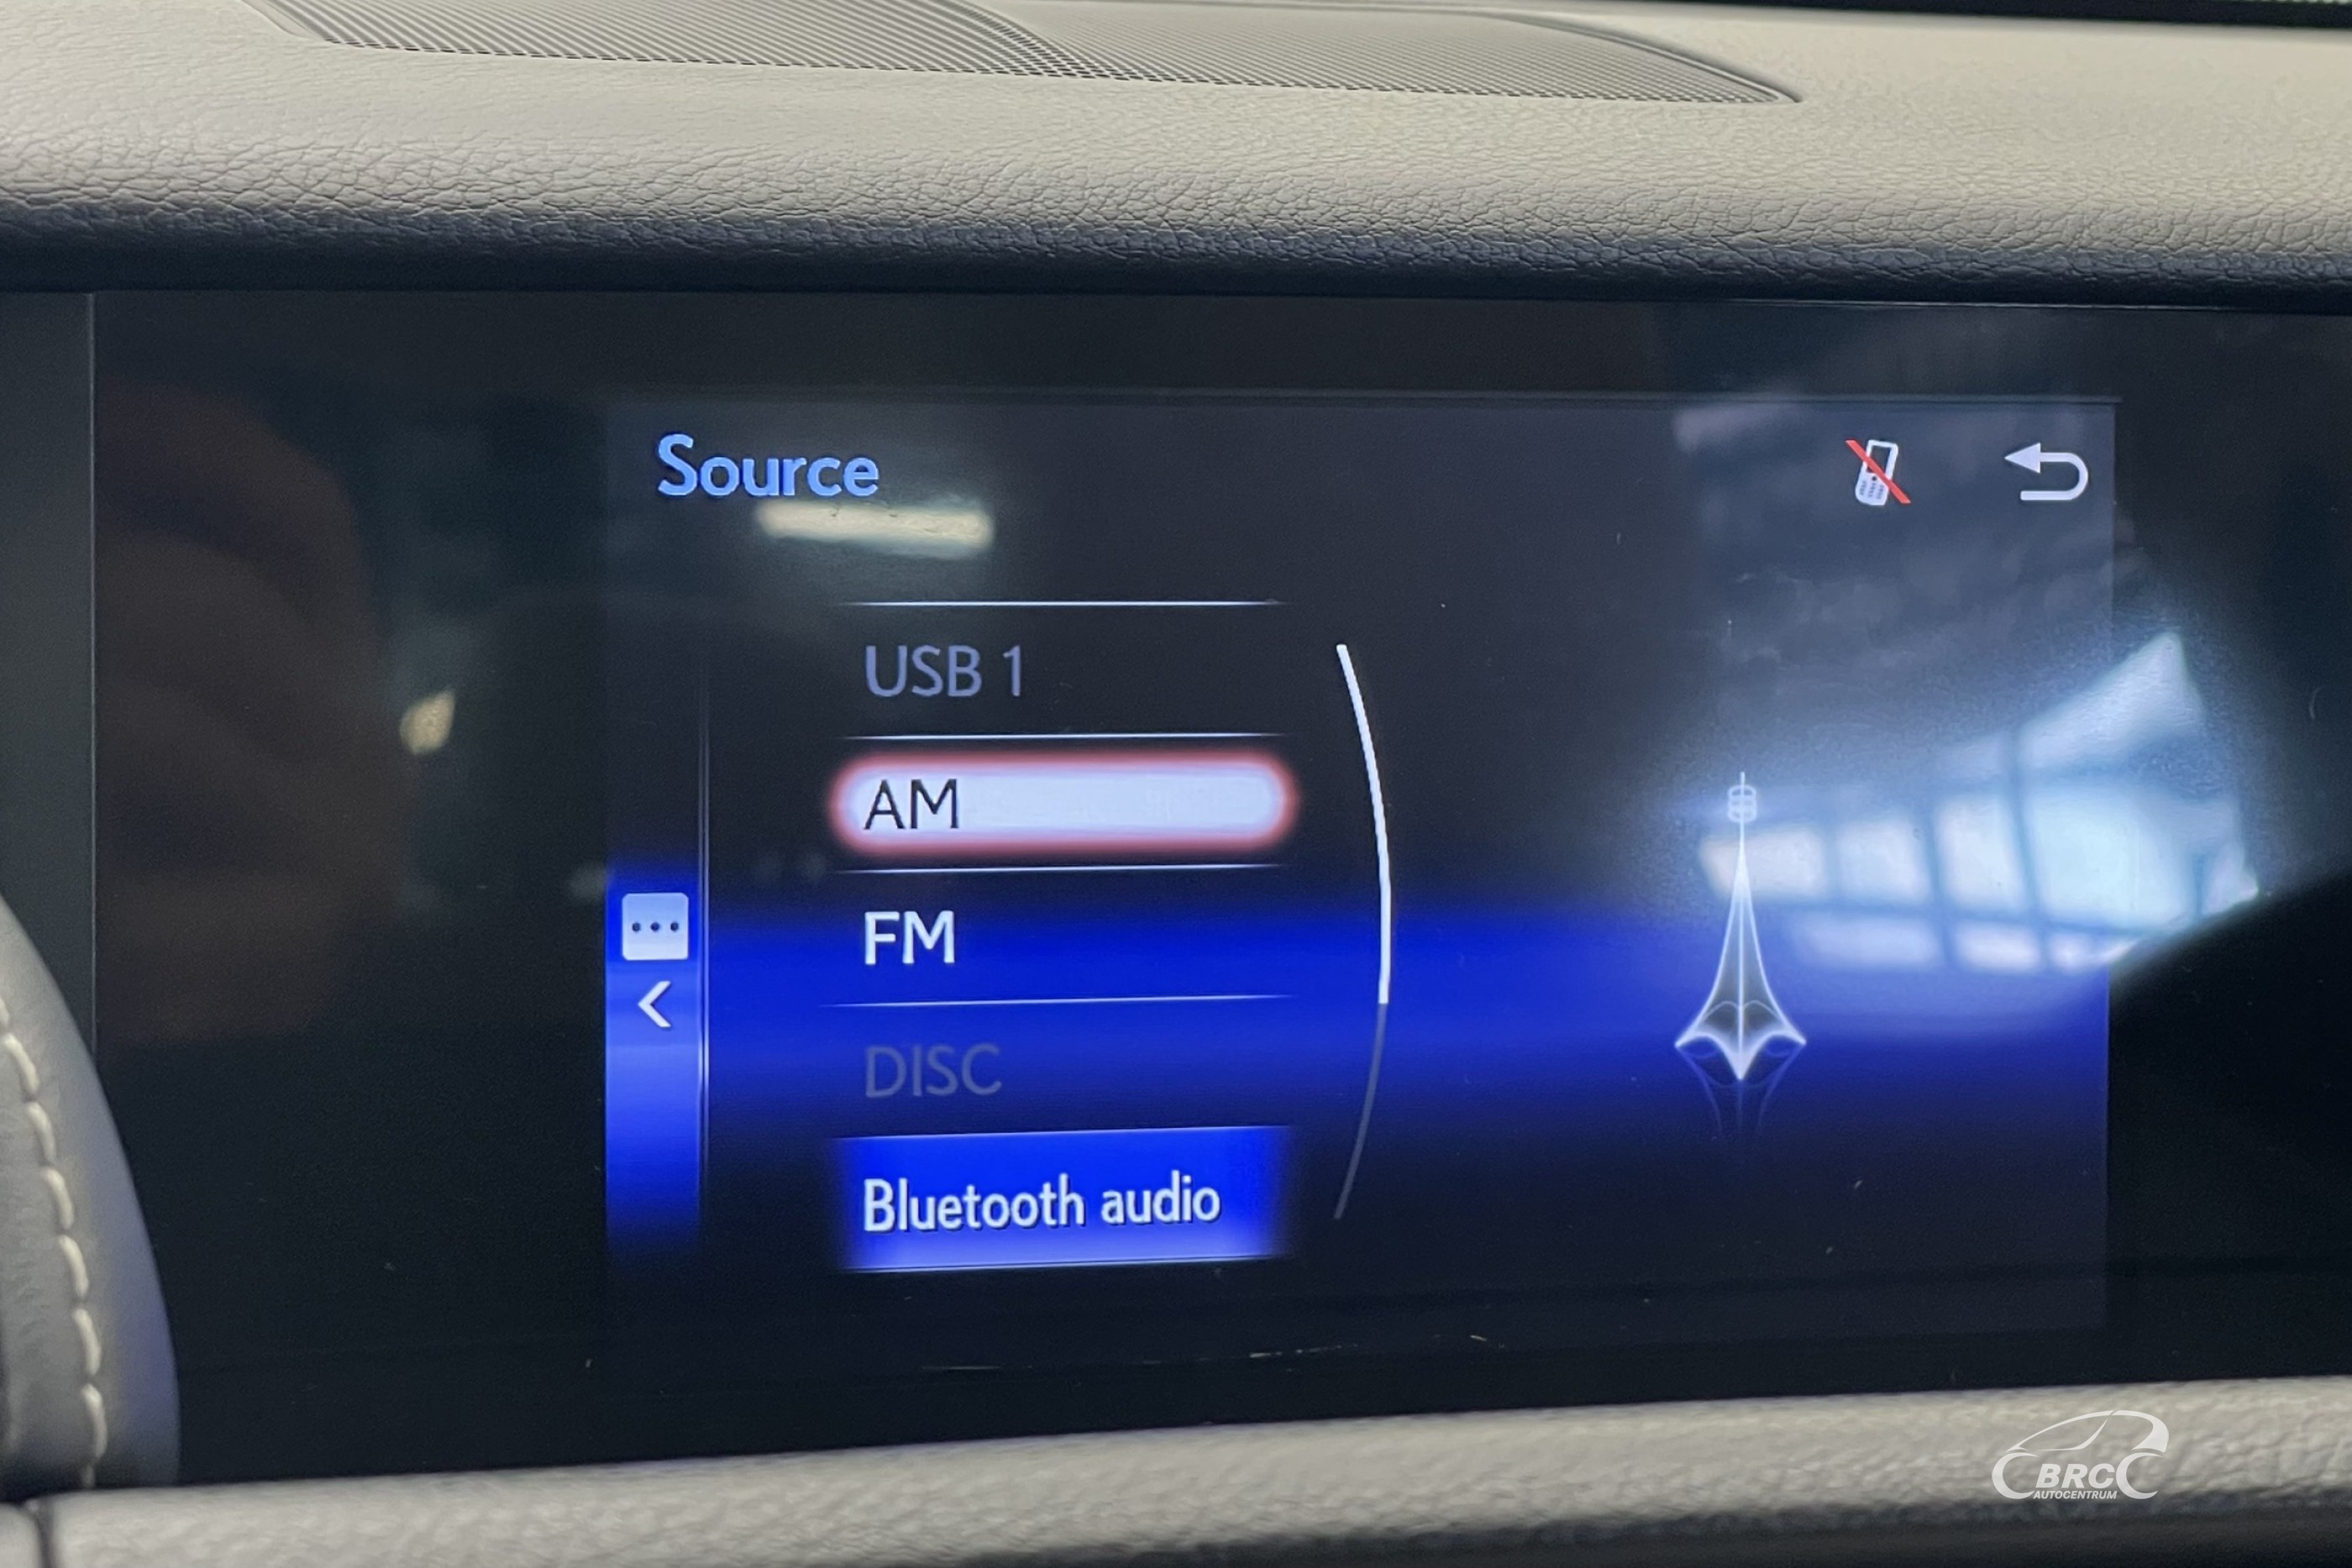 Source
USB 1
AM
FM
DISC
Bluetooth audio
BRC
AUTOCENTRUM